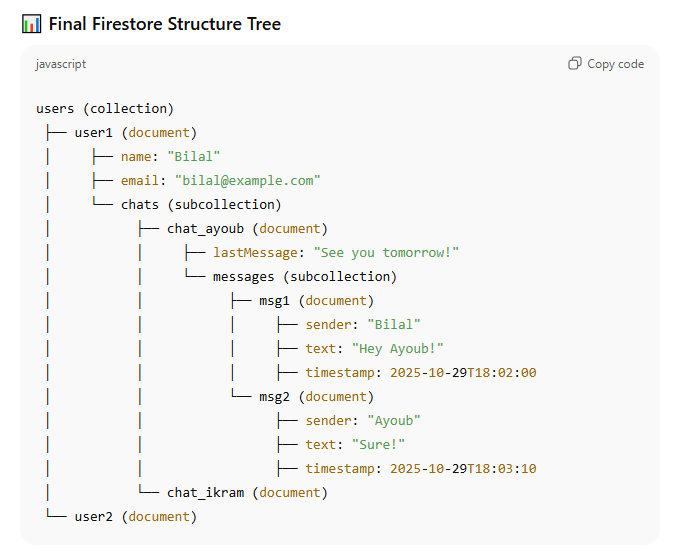 📊 Final Firestore Structure Tree
javascript
Copy code
users (collection)
├── user1 (document)
│    ├── name: "Bilal"
│    ├── email: "bilal@example.com"
│    └── chats (subcollection)
│          ├── chat_ayoub (document)
│          │    ├── lastMessage: "See you tomorrow!"
│          │    └── messages (subcollection)
│          │          ├── msg1 (document)
│          │          │    ├── sender: "Bilal"
│          │          │    ├── text: "Hey Ayoub!"
│          │          │    ├── timestamp: 2025-10-29T18:02:00
│          │          └── msg2 (document)
│          │               ├── sender: "Ayoub"
│          │               ├── text: "Sure!"
│          │               ├── timestamp: 2025-10-29T18:03:10
│          └── chat_ikram (document)
└── user2 (document)